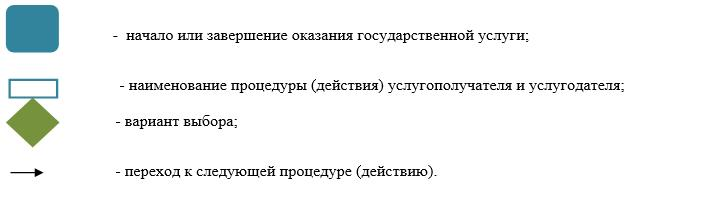 - начало или завершение оказания государственной услуги;
- наименование процедуры (действия) услугополучателя и услугодателя;
- вариант выбора;
- переход к следующей процедуре (действию).